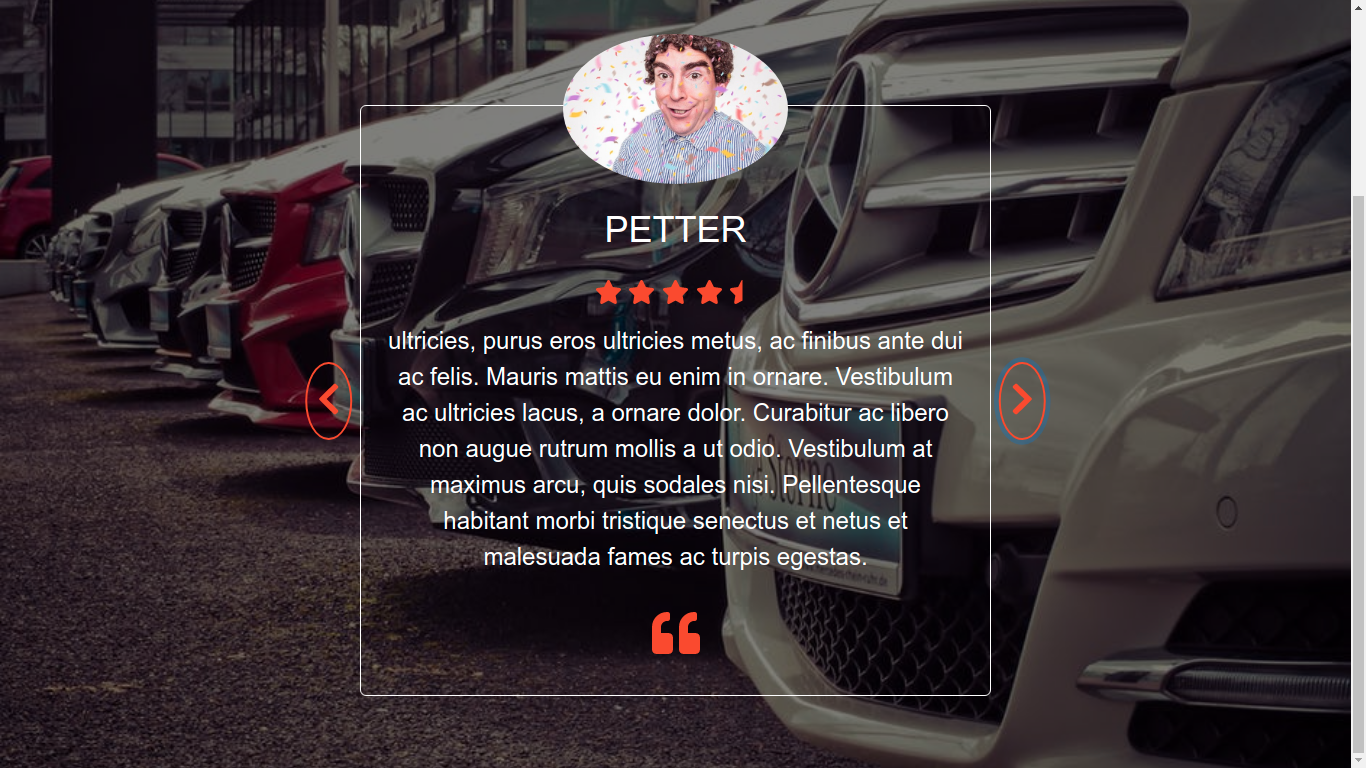 PETTER
ultricies, purus eros ultricies metus, ac finibus ante dui
ac felis. Mauris mattis eu enim in ornare. Vestibulum
ac ultricies lacus, a ornare dolor. Curabitur ac libero
non augue rutrum mollis a ut odio. Vestibulum at
maximus arcu, quis sodales nisi. Pellentesque
habitant morbi tristique senectus et netus et
malesuada fames ac turpis egestas.
Sterne